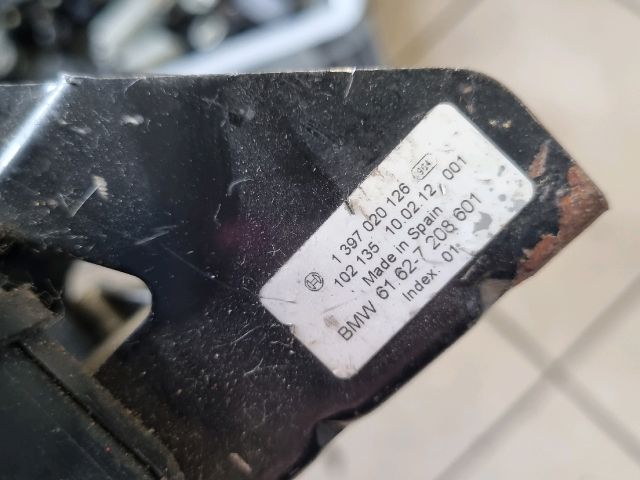 1 397 020 126 964
102 135 10 02 12 / 001
Made in Spain
BMW 61.62-7 208 601
Index. 01